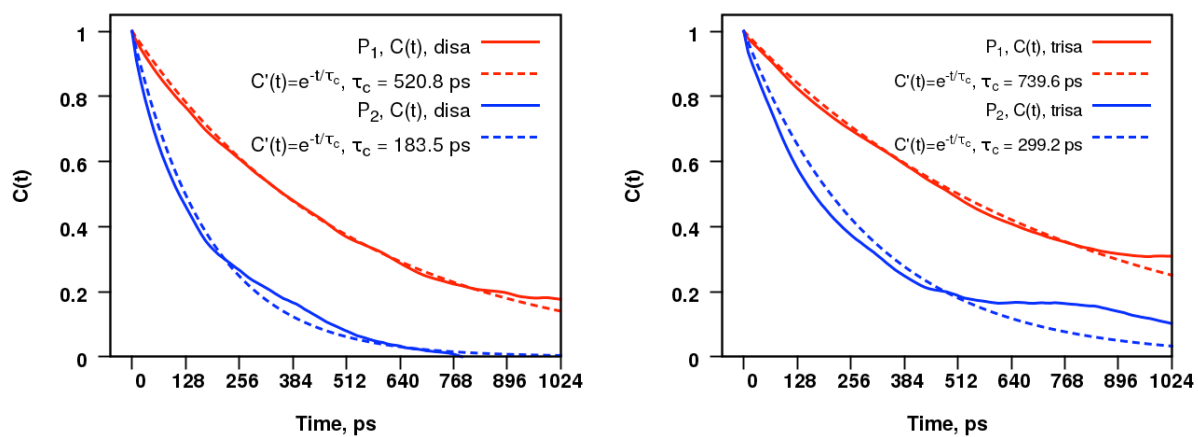 P1, C(t), disa
C'(t)=e-t/τc, τc = 520.8 ps
P2, C(t), disa
C'(t)=e-t/τc, τc = 183.5 ps
C(t)
1
0.8
0.6
0.4
0.2
0
0 128 256 384 512 640 768 896 1024
Time, ps
P1, C(t), trisa
C'(t)=e-t/τc, τc = 739.6 ps
P2, C(t), trisa
C'(t)=e-t/τc, τc = 299.2 ps
C(t)
1
0.8
0.6
0.4
0.2
0
0 128 256 384 512 640 768 896 1024
Time, ps